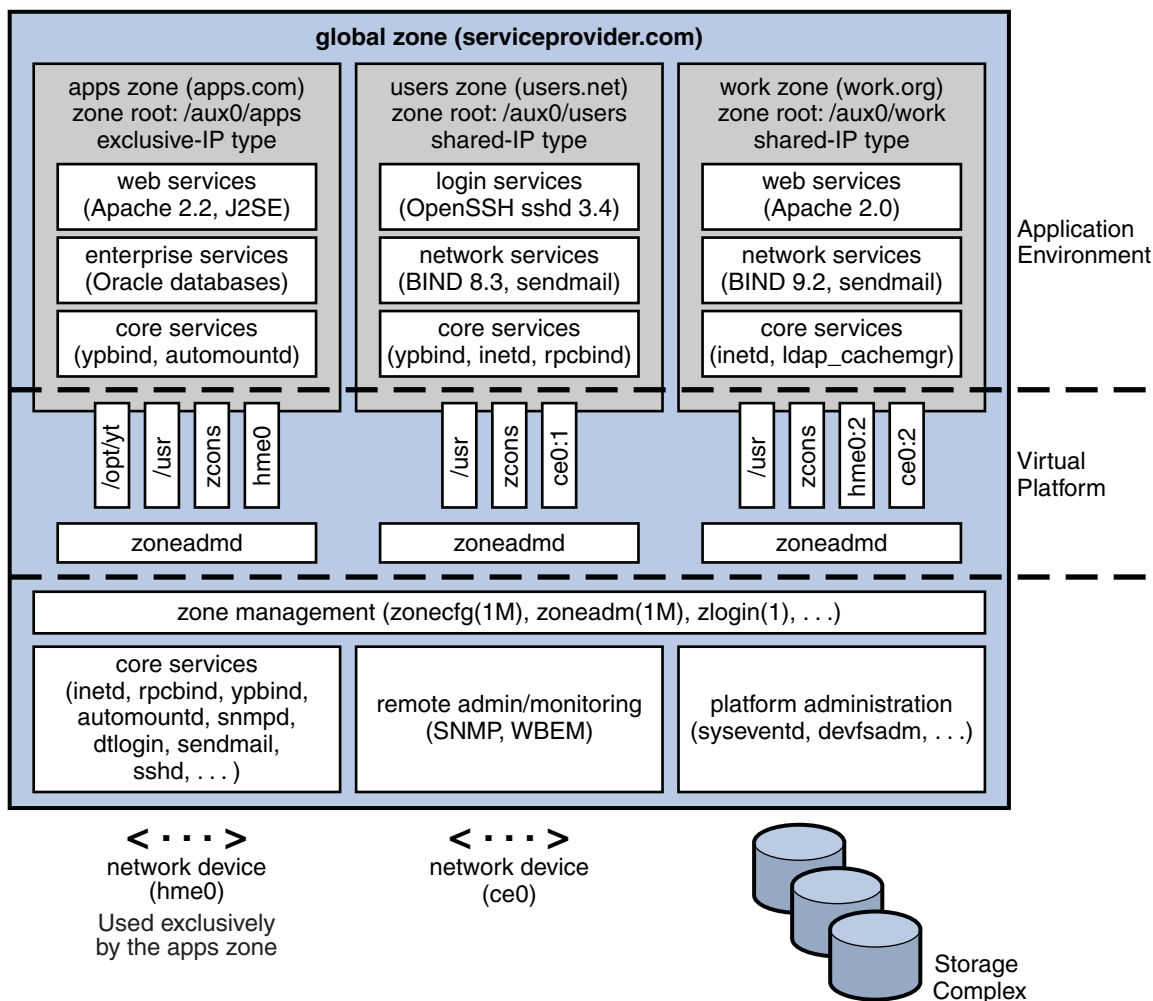 global zone (serviceprovider.com)
apps zone (apps.com)
zone root: /aux0/apps
exclusive-IP type
web services
(Apache 2.2, J2SE)
enterprise services
(Oracle databases)
core services
(ypbind, automountd)
users zone (users.net)
zone root: /aux0/users
shared-IP type
login services
(OpenSSH sshd 3.4)
network services
(BIND 8.3, sendmail)
core services
(ypbind, inetd, rpcbind)
work zone (work.org)
zone root: /aux0/work
shared-IP type
web services
(Apache 2.0)
network services
(BIND 9.2, sendmail)
core services
(inetd, ldap_cachemgr)
Application
Environment
/opt/yt
/usr
zcons
hme0
/usr
zcons
ce0:1
/usr
zcons
hme0:2
ce0:2
Virtual
Platform
zoneadmd
zoneadmd
zoneadmd
zone management (zonecfg(1M), zoneadm(1M), zlogin(1), . . .)
core services
(inetd, rpcbind, ypbind,
automountd, snmpd,
dtlogin, sendmail,
sshd, . . . )
remote admin/monitoring
(SNMP, WBEM)
platform administration
(syseventd, devfsadm, . . .)
<···>
network device
(hme0)
Used exclusively
by the apps zone
<···>
network device
(ce0)
Storage
Complex